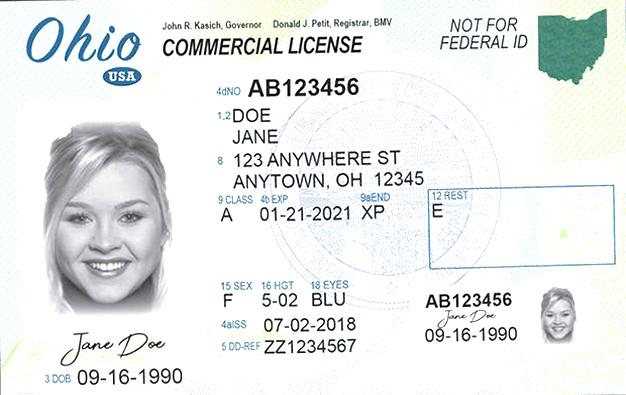 Ohio
USA
John R. Kasich, Governor Donald J. Petit, Registrar, BMV
COMMERCIAL LICENSE
NOT FOR
FEDERAL ID
4dNO AB123456
1,2 DOE
JANE
8 123 ANYWHERE ST
ANYTOWN, OH 12345
9 CLASS 4b EXP 9aEND 12 REST
A 01-21-2021 XP E
15 SEX 16 HGT 18 EYES
F 5-02 BLU
4aISS 07-02-2018
5 DD-REF ZZ1234567
Jane Doe
3 DOB 09-16-1990
AB123456
Jane Doe
09-16-1990